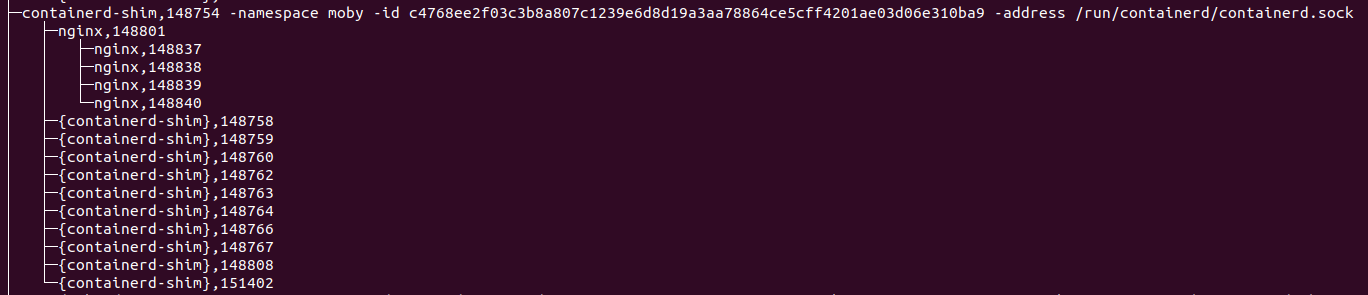 containerd-shim,148754 -namespace moby -id c4768ee2f03c3b8a807c1239e6d8d19a3aa78864ce5cff4201ae03d06e310ba9 -address /run/containerd/containerd.sock
nginx,148801
nginx,148837
nginx,148838
nginx,148839
nginx,148840
{containerd-shim},148758
{containerd-shim},148759
{containerd-shim},148760
{containerd-shim},148762
{containerd-shim},148763
{containerd-shim},148764
{containerd-shim},148766
{containerd-shim},148767
{containerd-shim},148808
{containerd-shim},151402